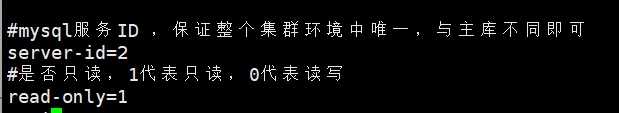 #mysql服务ID，保证整个集群环境中唯一，与主库不同即可
server-id=2
#是否只读，1代表只读，0代表读写
read-only=1